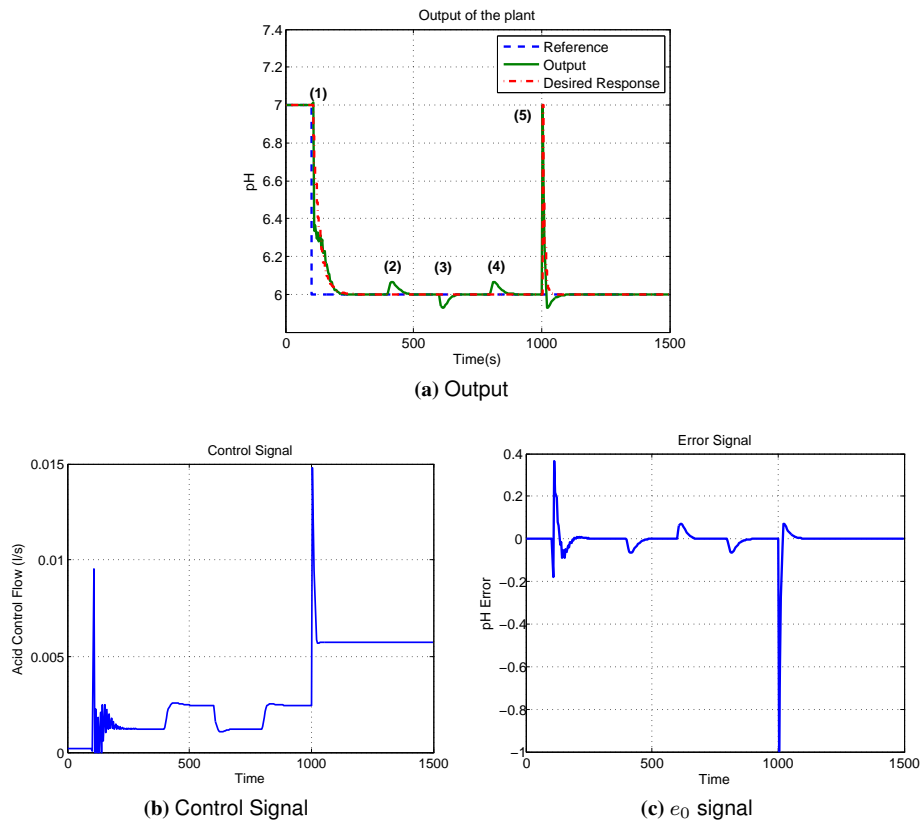 Output of the plant
7.4
7.2
7
6.8
6.6
6.4
6.2
6
pH
(1)
(2)
(3)
(4)
(5)
Reference
Output
Desired Response
0
500
1000
1500
Time(s)
(a) Output
Control Signal
0.015
0.01
0.005
0
Acid Control Flow (l/s)
0
500
1000
1500
Time
(b) Control Signal
Error Signal
0.4
0.2
0
−0.2
−0.4
−0.6
−0.8
−1
pH Error
0
500
1000
1500
Time
(c) e₀ signal